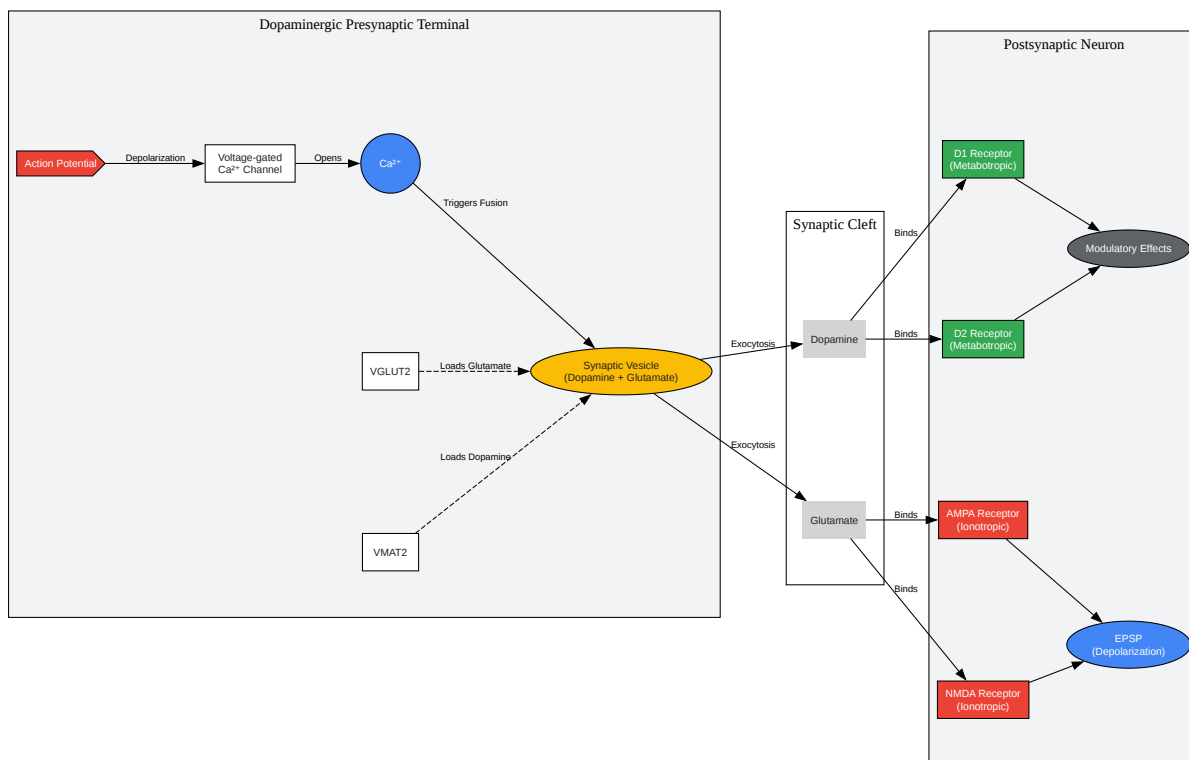 Dopaminergic Presynaptic Terminal
Action Potential
Depolarization
Voltage-gated
Ca²⁺ Channel
Opens
Ca²⁺
Triggers Fusion
VGLUT2
Loads Glutamate
Synaptic Vesicle
(Dopamine + Glutamate)
Loads Dopamine
VMAT2
Exocytosis
Exocytosis
Synaptic Cleft
Dopamine
Glutamate
Binds
Binds
Binds
Binds
Postsynaptic Neuron
D1 Receptor
(Metabotropic)
Modulatory Effects
D2 Receptor
(Metabotropic)
AMPA Receptor
(Ionotropic)
EPSP
(Depolarization)
NMDA Receptor
(Ionotropic)